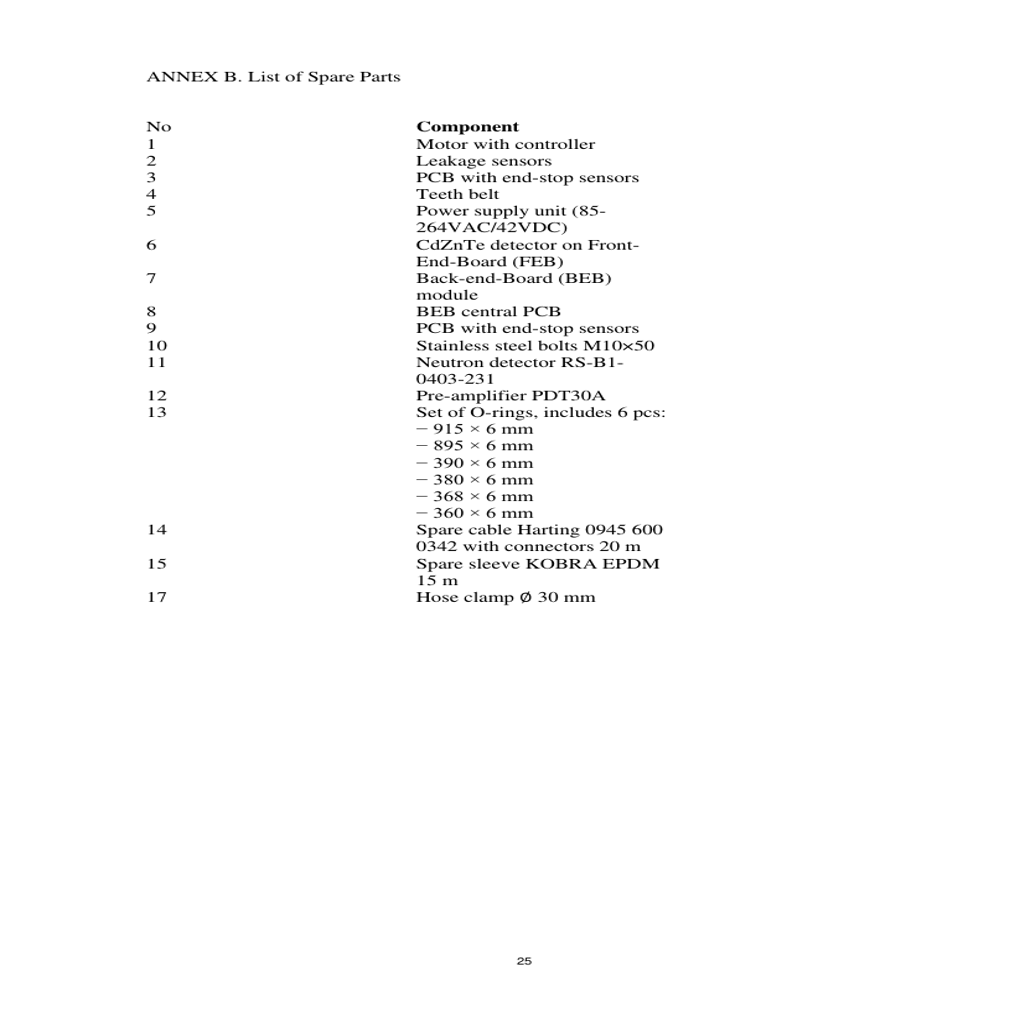 ANNEX B. List of Spare Parts
No Component
1 Motor with controller
2 Leakage sensors
3 PCB with end-stop sensors
4 Teeth belt
5 Power supply unit (85-
264VAC/42VDC)
6 CdZnTe detector on Front-
End-Board (FEB)
7 Back-end-Board (BEB)
module
8 BEB central PCB
9 PCB with end-stop sensors
10 Stainless steel bolts M10×50
11 Neutron detector RS-B1-
0403-231
12 Pre-amplifier PDT30A
13 Set of O-rings, includes 6 pcs:
− 915 × 6 mm
− 895 × 6 mm
− 390 × 6 mm
− 380 × 6 mm
− 368 × 6 mm
− 360 × 6 mm
14 Spare cable Harting 0945 600
0342 with connectors 20 m
15 Spare sleeve KOBRA EPDM
15 m
17 Hose clamp Ø 30 mm
25